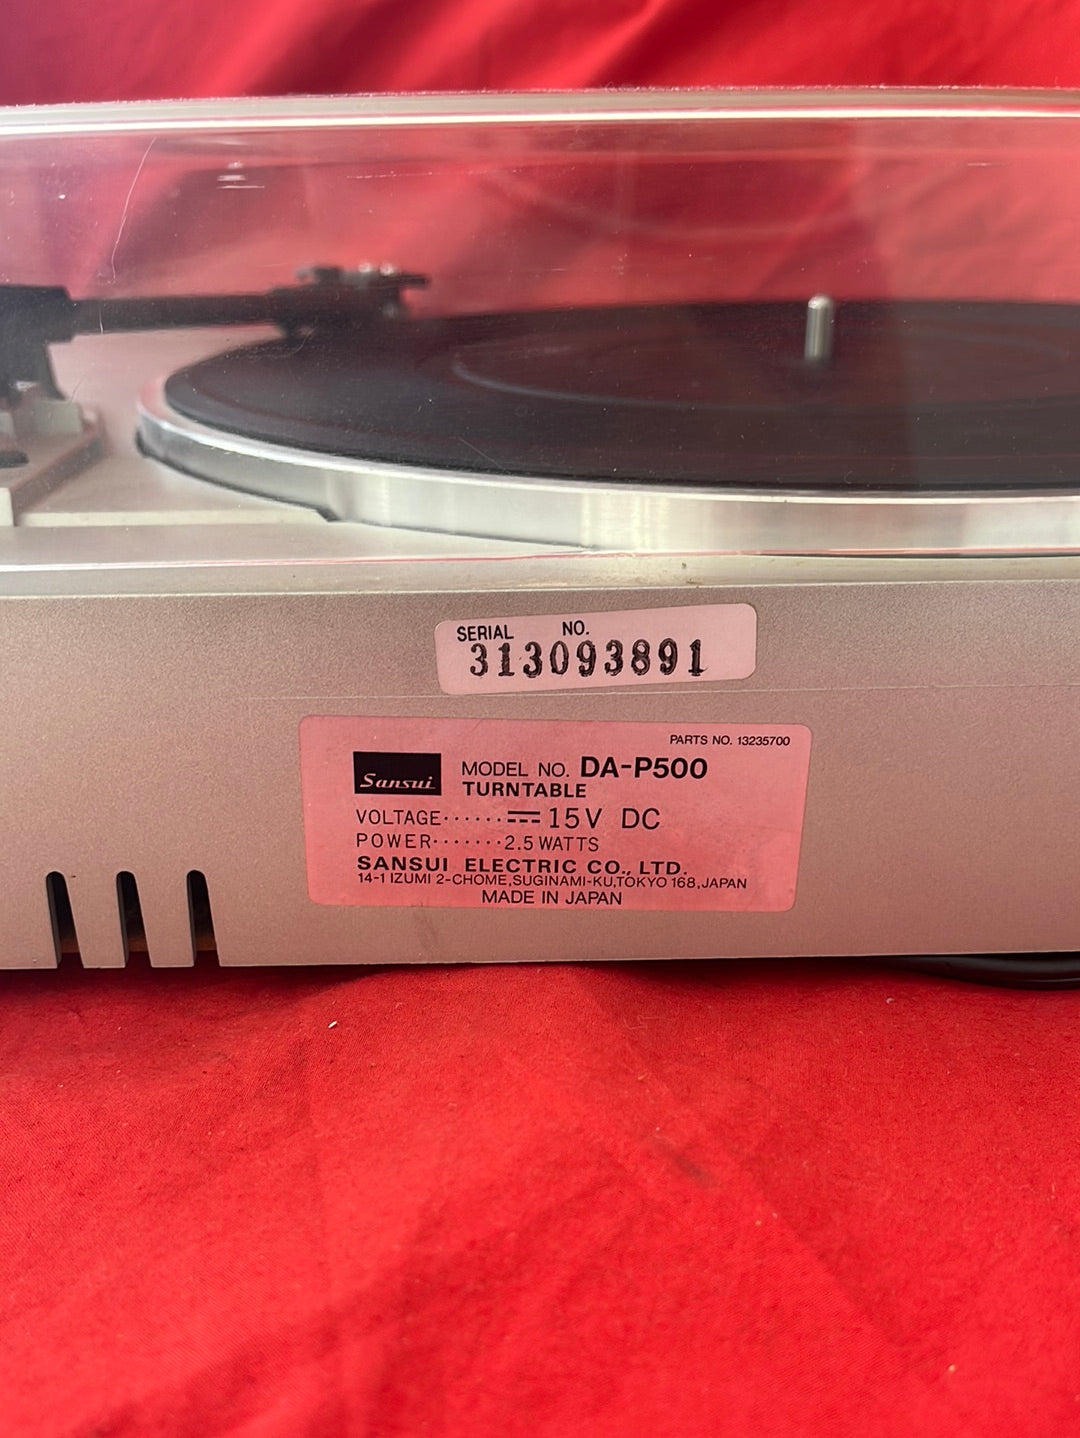 SERIAL NO.
313093891
PARTS NO. 13235700
Sansui
MODEL NO. DA-P500
TURNTABLE
VOLTAGE······⎓15V DC
POWER·······2.5 WATTS
SANSUI ELECTRIC CO., LTD.
14-1 IZUMI 2-CHOME, SUGINAMI-KU, TOKYO 168, JAPAN
MADE IN JAPAN